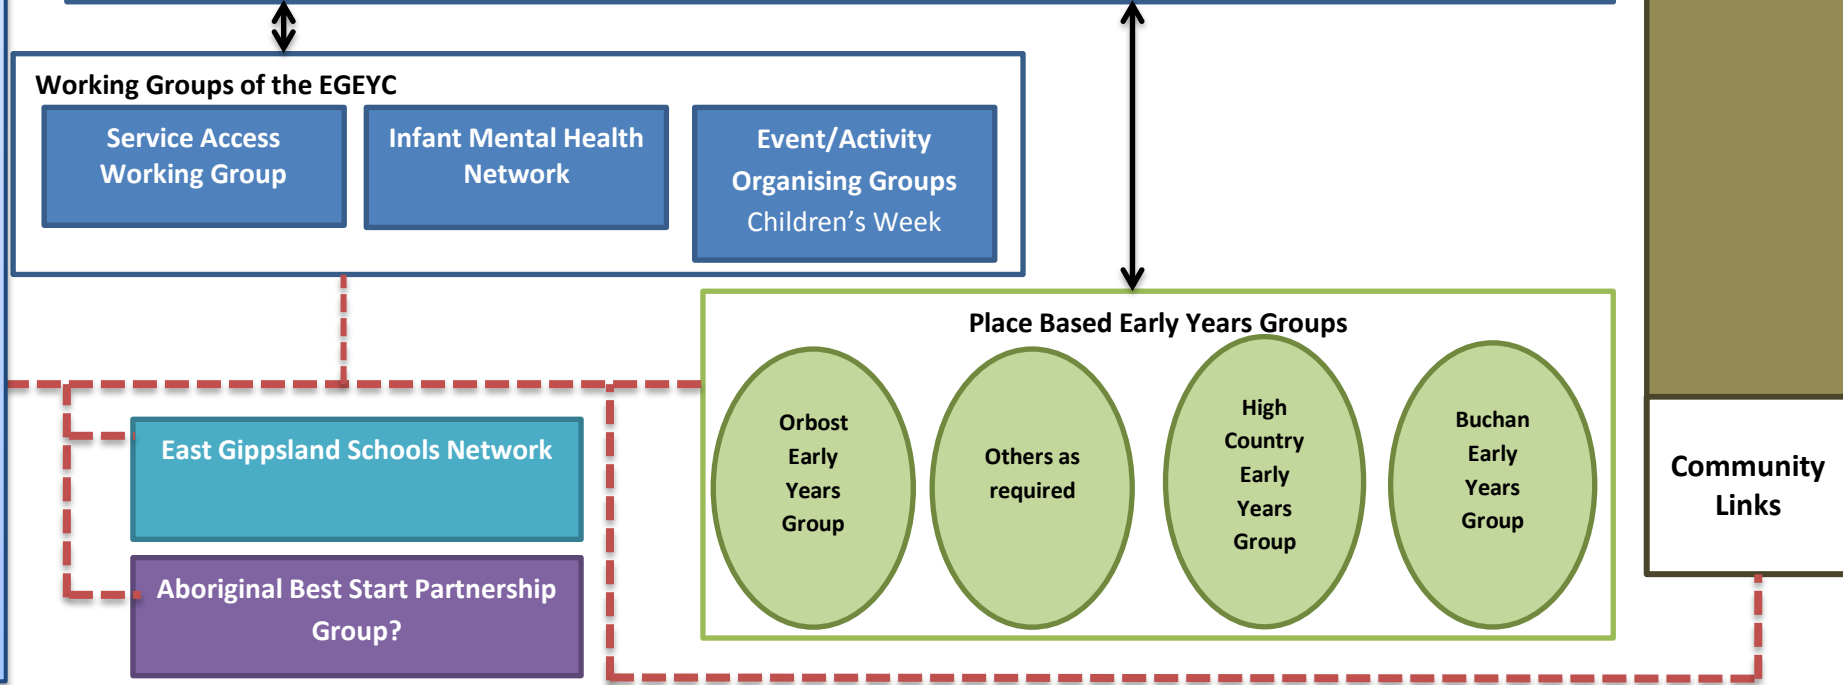 Working Groups of the EGEYC
Service Access
Working Group
Infant Mental Health
Network
Event/Activity
Organising Groups
Children’s Week
Place Based Early Years Groups
Orbost
Early
Years
Group
Others as
required
High
Country
Early
Years
Group
Buchan
Early
Years
Group
East Gippsland Schools Network
Aboriginal Best Start Partnership
Group?
Community
Links